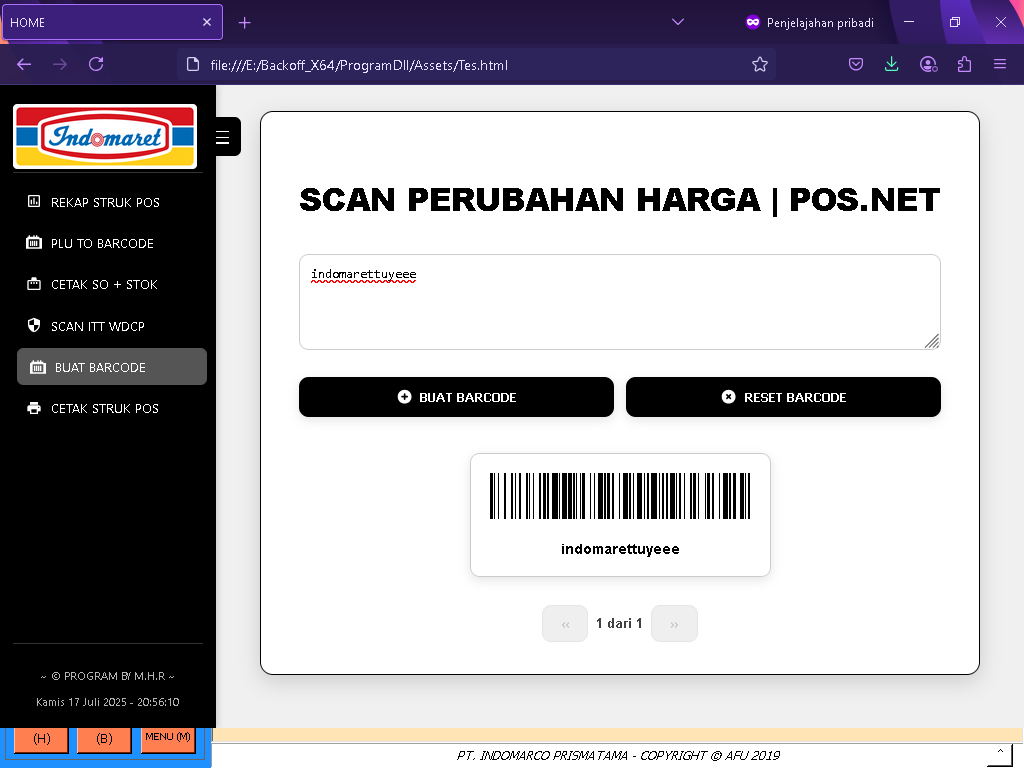 HOME
Penjelajahan pribadi
file:///E:/Backoff_X64/ProgramDll/Assets/Tes.html
Indomaret
REKAP STRUK POS
PLU TO BARCODE
CETAK SO + STOK
SCAN ITT WDCP
BUAT BARCODE
CETAK STRUK POS
~ © PROGRAM BY M.H.R ~
Kamis 17 Juli 2025 - 20:56:10
SCAN PERUBAHAN HARGA | POS.NET
indomarettuyeee
BUAT BARCODE
RESET BARCODE
indomarettuyeee
« 1 dari 1 »
(H)
(B)
MENU (M)
PT. INDOMARCO PRISMATAMA - COPYRIGHT © AFU 2019